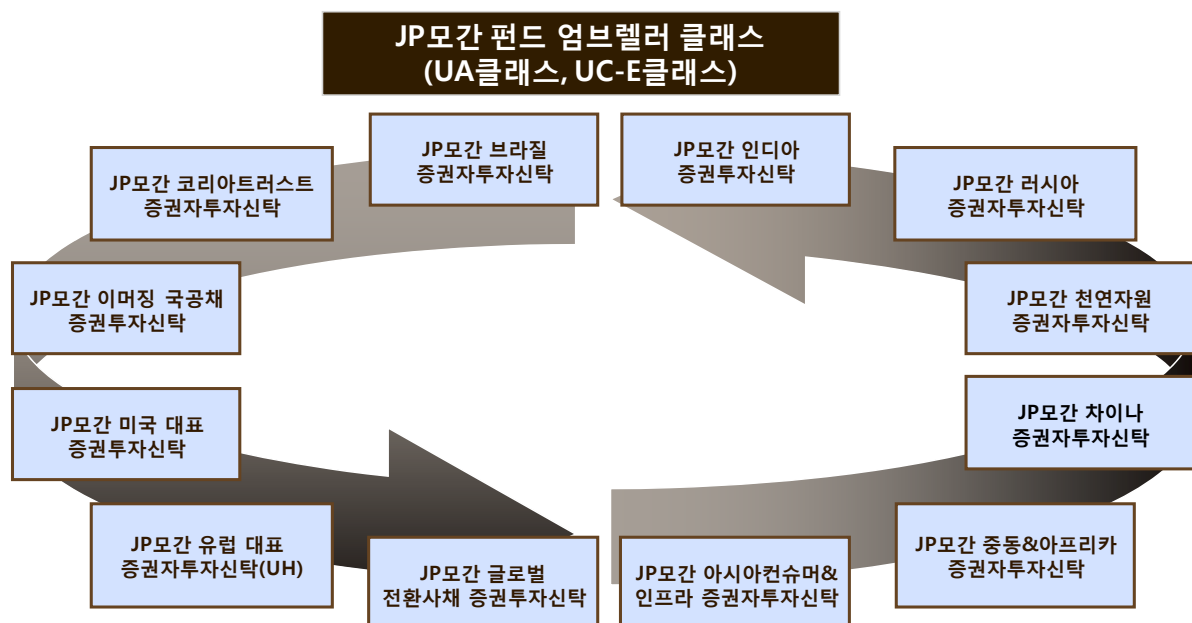 JP모간 펀드 엄브렐러 클래스
(UA클래스, UC-E클래스)
JP모간 브라질
증권자투자신탁
JP모간 인디아
증권투자신탁
JP모간 코리아트러스트
증권자투자신탁
JP모간 러시아
증권자투자신탁
JP모간 이머징 국공채
증권투자신탁
JP모간 천연자원
증권자투자신탁
JP모간 미국 대표
증권투자신탁
JP모간 차이나
증권자투자신탁
JP모간 유럽 대표
증권자투자신탁(UH)
JP모간 글로벌
전환사채 증권투자신탁
JP모간 아시아컨슈머&
인프라 증권자투자신탁
JP모간 중동&아프리카
증권자투자신탁